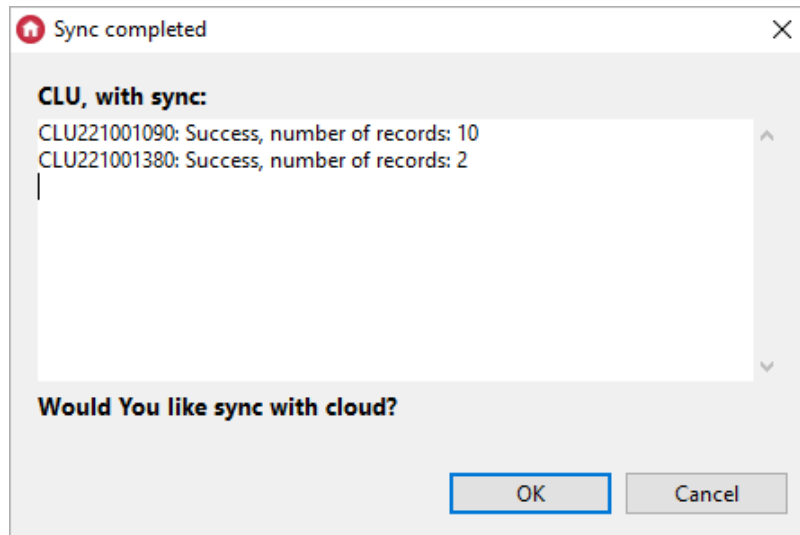 Sync completed
CLU, with sync:
CLU221001090: Success, number of records: 10
CLU221001380: Success, number of records: 2
Would You like sync with cloud?
OK
Cancel